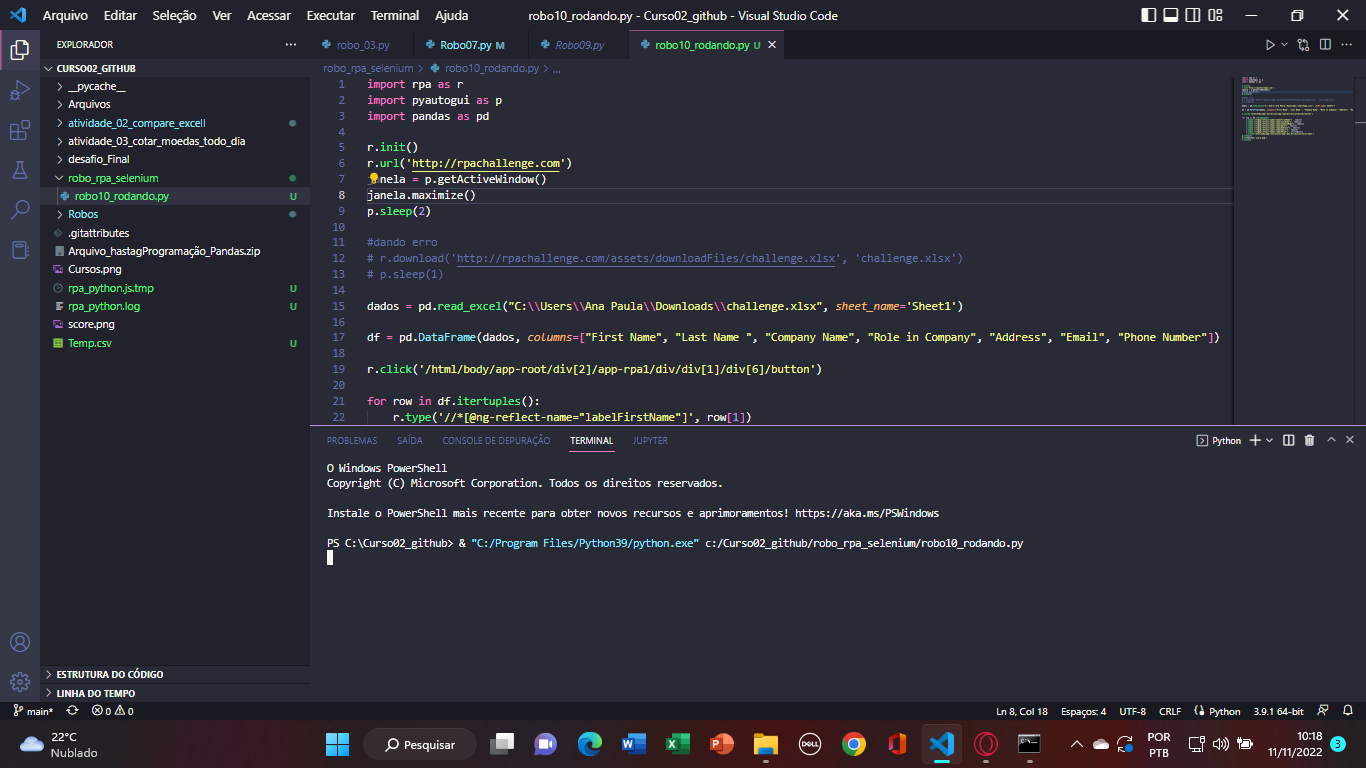 Arquivo Editar Seleção Ver Acessar Executar Terminal Ajuda robo10_rodando.py - Curso02_github - Visual Studio Code
EXPLORADOR
CURSO02_GITHUB
__pycache__
Arquivos
atividade_02_compare_excell
atividade_03_cotar_moedas_todo_dia
desafio_Final
robo_rpa_selenium
robo10_rodando.py U
Robos
.gitattributes
Arquivo_hastagProgramação_Pandas.zip
Cursos.png
rpa_python.js.tmp U
rpa_python.log U
score.png
Temp.csv U
ESTRUTURA DO CÓDIGO
LINHA DO TEMPO
robo_03.py Robo07.py M Robo09.py robo10_rodando.py U
robo_rpa_selenium > robo10_rodando.py > ...
1 import rpa as r
2 import pyautogui as p
3 import pandas as pd
4
5 r.init()
6 r.url('http://rpachallenge.com')
7 nela = p.getActiveWindow()
8 janela.maximize()
9 p.sleep(2)
10
11 #dando erro
12 # r.download('http://rpachallenge.com/assets/downloadFiles/challenge.xlsx', 'challenge.xlsx')
13 # p.sleep(1)
14
15 dados = pd.read_excel("C:\\Users\\Ana Paula\\Downloads\\challenge.xlsx", sheet_name='Sheet1')
16
17 df = pd.DataFrame(dados, columns=["First Name", "Last Name ", "Company Name", "Role in Company", "Address", "Email", "Phone Number"])
18
19 r.click('/html/body/app-root/div[2]/app-rpa1/div/div[1]/div[6]/button')
20
21 for row in df.itertuples():
22 r.type('//*[@ng-reflect-name="labelFirstName"]', row[1])
PROBLEMAS SAÍDA CONSOLE DE DEPURAÇÃO TERMINAL JUPYTER Python
O Windows PowerShell
Copyright (C) Microsoft Corporation. Todos os direitos reservados.
Instale o PowerShell mais recente para obter novos recursos e aprimoramentos! https://aka.ms/PSWindows
PS C:\Curso02_github> & "C:/Program Files/Python39/python.exe" c:/Curso02_github/robo_rpa_selenium/robo10_rodando.py
main* 0 0 Ln 8, Col 18 Espaços: 4 UTF-8 CRLF Python 3.9.1 64-bit
22°C
Nublado
Pesquisar
DELL
POR
PTB
10:18
11/11/2022
3